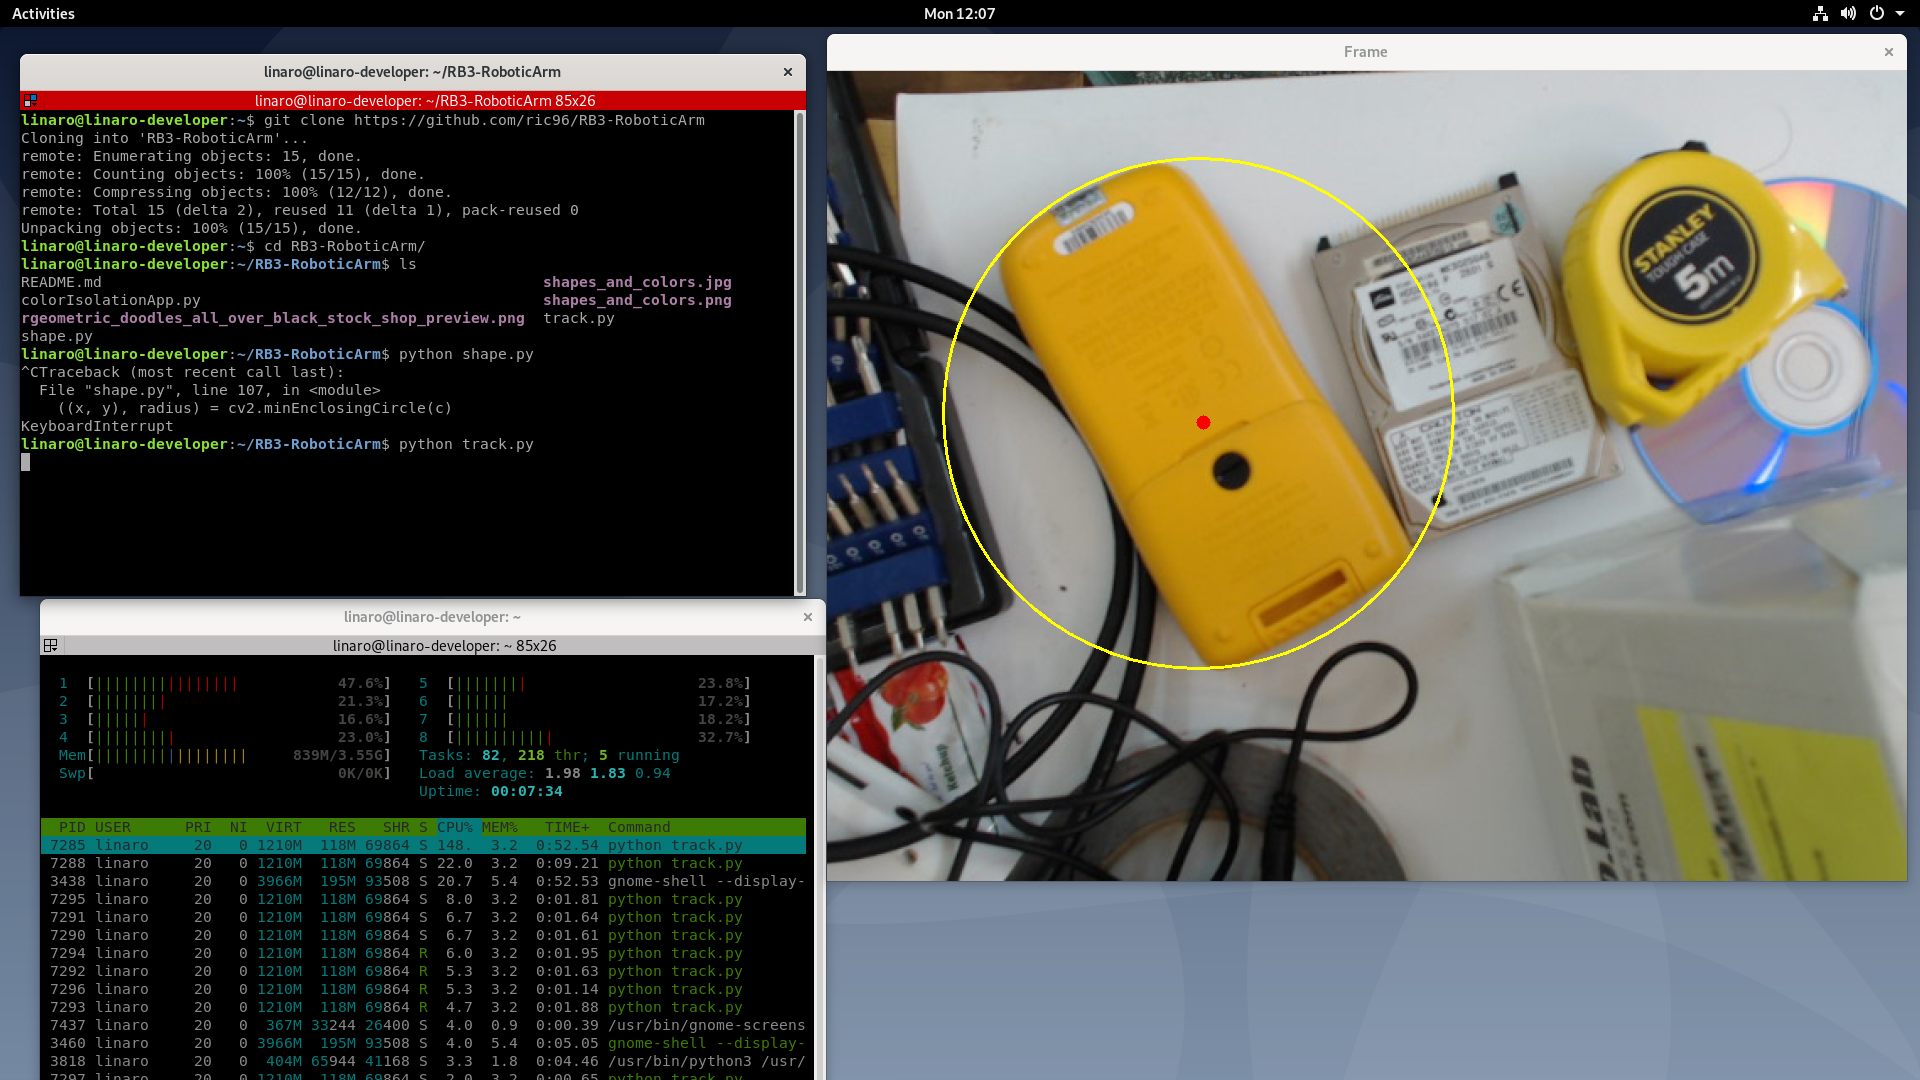 Activities
Mon 12:07
linaro@linaro-developer: ~/RB3-RoboticArm
linaro@linaro-developer: ~/RB3-RoboticArm 85x26
linaro@linaro-developer:~$ git clone https://github.com/ric96/RB3-RoboticArm
Cloning into 'RB3-RoboticArm'...
remote: Enumerating objects: 15, done.
remote: Counting objects: 100% (15/15), done.
remote: Compressing objects: 100% (12/12), done.
remote: Total 15 (delta 2), reused 11 (delta 1), pack-reused 0
Unpacking objects: 100% (15/15), done.
linaro@linaro-developer:~$ cd RB3-RoboticArm/
linaro@linaro-developer:~/RB3-RoboticArm$ ls
README.md shapes_and_colors.jpg
colorIsolationApp.py shapes_and_colors.png
rgeometric_doodles_all_over_black_stock_shop_preview.png track.py
shape.py
linaro@linaro-developer:~/RB3-RoboticArm$ python shape.py
^CTraceback (most recent call last):
File "shape.py", line 107, in <module>
((x, y), radius) = cv2.minEnclosingCircle(c)
KeyboardInterrupt
linaro@linaro-developer:~/RB3-RoboticArm$ python track.py
linaro@linaro-developer: ~
linaro@linaro-developer: ~ 85x26
1 [||||||||||||||||| 47.6%] 5 [|||||||| 23.8%]
2 [|||||||| 21.3%] 6 [|||||| 17.2%]
3 [|||||| 16.6%] 7 [|||||| 18.2%]
4 [||||||||| 23.0%] 8 [||||||||||| 32.7%]
Mem[||||||||||||||||| 839M/3.55G] Tasks: 82, 218 thr; 5 running
Swp[ 0K/0K] Load average: 1.98 1.83 0.94
Uptime: 00:07:34
PID USER PRI NI VIRT RES SHR S CPU% MEM% TIME+ Command
7285 linaro 20 0 1210M 118M 69864 S 148. 3.2 0:52.54 python track.py
7288 linaro 20 0 1210M 118M 69864 S 22.0 3.2 0:09.21 python track.py
3438 linaro 20 0 3966M 195M 93508 S 20.7 5.4 0:52.53 gnome-shell --display-
7295 linaro 20 0 1210M 118M 69864 S 8.0 3.2 0:01.81 python track.py
7291 linaro 20 0 1210M 118M 69864 S 6.7 3.2 0:01.64 python track.py
7290 linaro 20 0 1210M 118M 69864 S 6.7 3.2 0:01.61 python track.py
7294 linaro 20 0 1210M 118M 69864 R 6.0 3.2 0:01.95 python track.py
7292 linaro 20 0 1210M 118M 69864 R 5.3 3.2 0:01.63 python track.py
7296 linaro 20 0 1210M 118M 69864 R 5.3 3.2 0:01.14 python track.py
7293 linaro 20 0 1210M 118M 69864 R 4.7 3.2 0:01.88 python track.py
7437 linaro 20 0 367M 33244 26400 S 4.0 0.9 0:00.39 /usr/bin/gnome-screens
3460 linaro 20 0 3966M 195M 93508 S 4.0 5.4 0:05.05 gnome-shell --display-
3818 linaro 20 0 404M 65944 41168 S 3.3 1.8 0:04.46 /usr/bin/python3 /usr/
7297 linaro 20 0 1210M 118M 69864 S 2.0 3.2 0:00.65 python track.py
Frame
STANLEY
TOUGH CASE
5m
CE
Ketchup